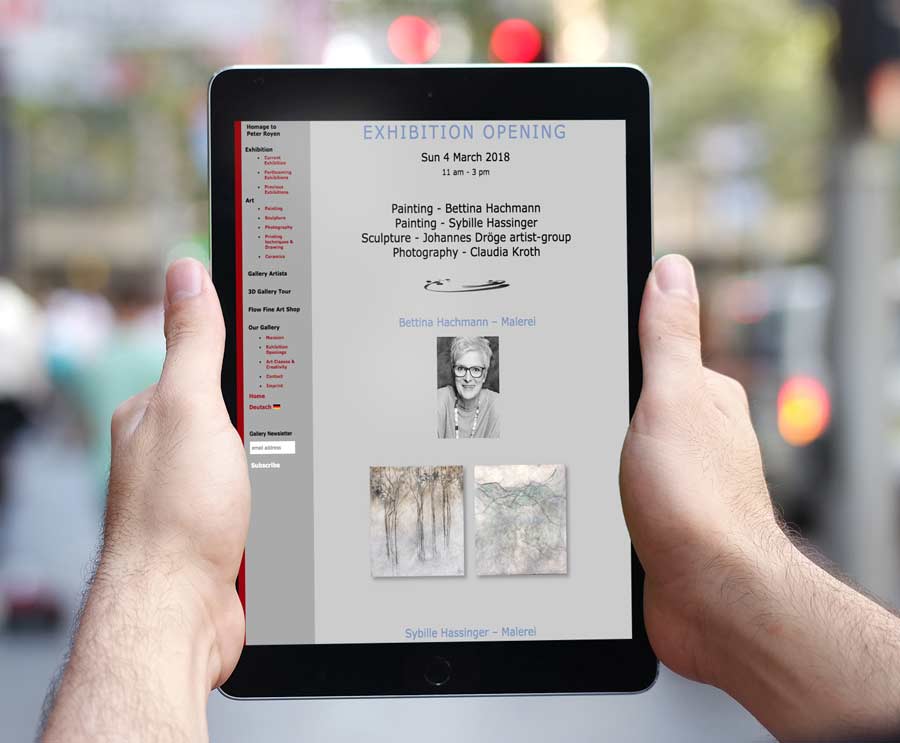 Homage to
Peter Royen
Exhibition
Current
Exhibition
Forthcoming
Exhibitions
Previous
Exhibitions
Art
Painting
Sculpture
Photography
Printing
techniques &
Drawing
Ceramics
Gallery Artists
3D Gallery Tour
Flow Fine Art Shop
Our Gallery
Mansion
Exhibition
Openings
Art Classes &
Creativity
Contact
Imprint
Home
Deutsch
Gallery Newsletter
email address
Subscribe
EXHIBITION OPENING
Sun 4 March 2018
11 am - 3 pm
Painting - Bettina Hachmann
Painting - Sybille Hassinger
Sculpture - Johannes Dröge artist-group
Photography - Claudia Kroth
Bettina Hachmann – Malerei
Sybille Hassinger – Malerei